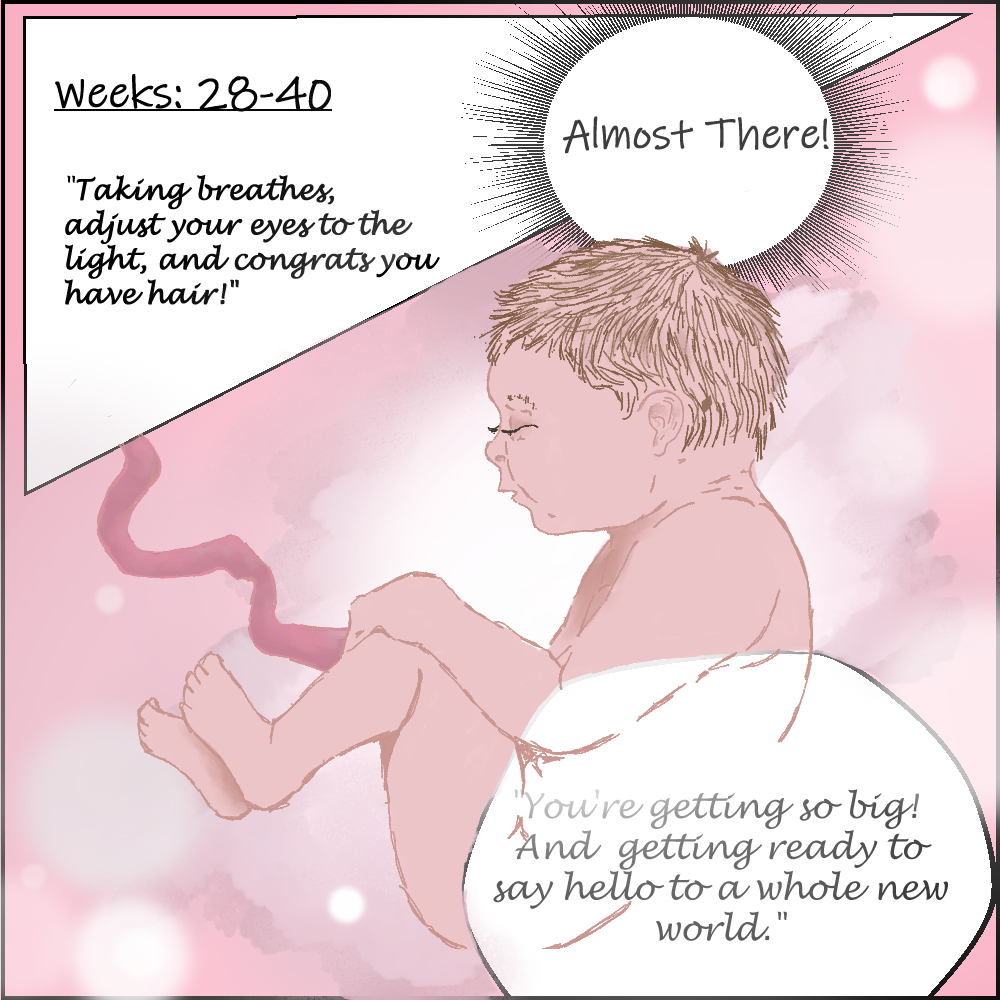 Weeks: 28-40
Almost There!
"Taking breathes,
adjust your eyes to the
light, and congrats you
have hair!"
"You're getting so big!
And getting ready to
say hello to a whole new
world."